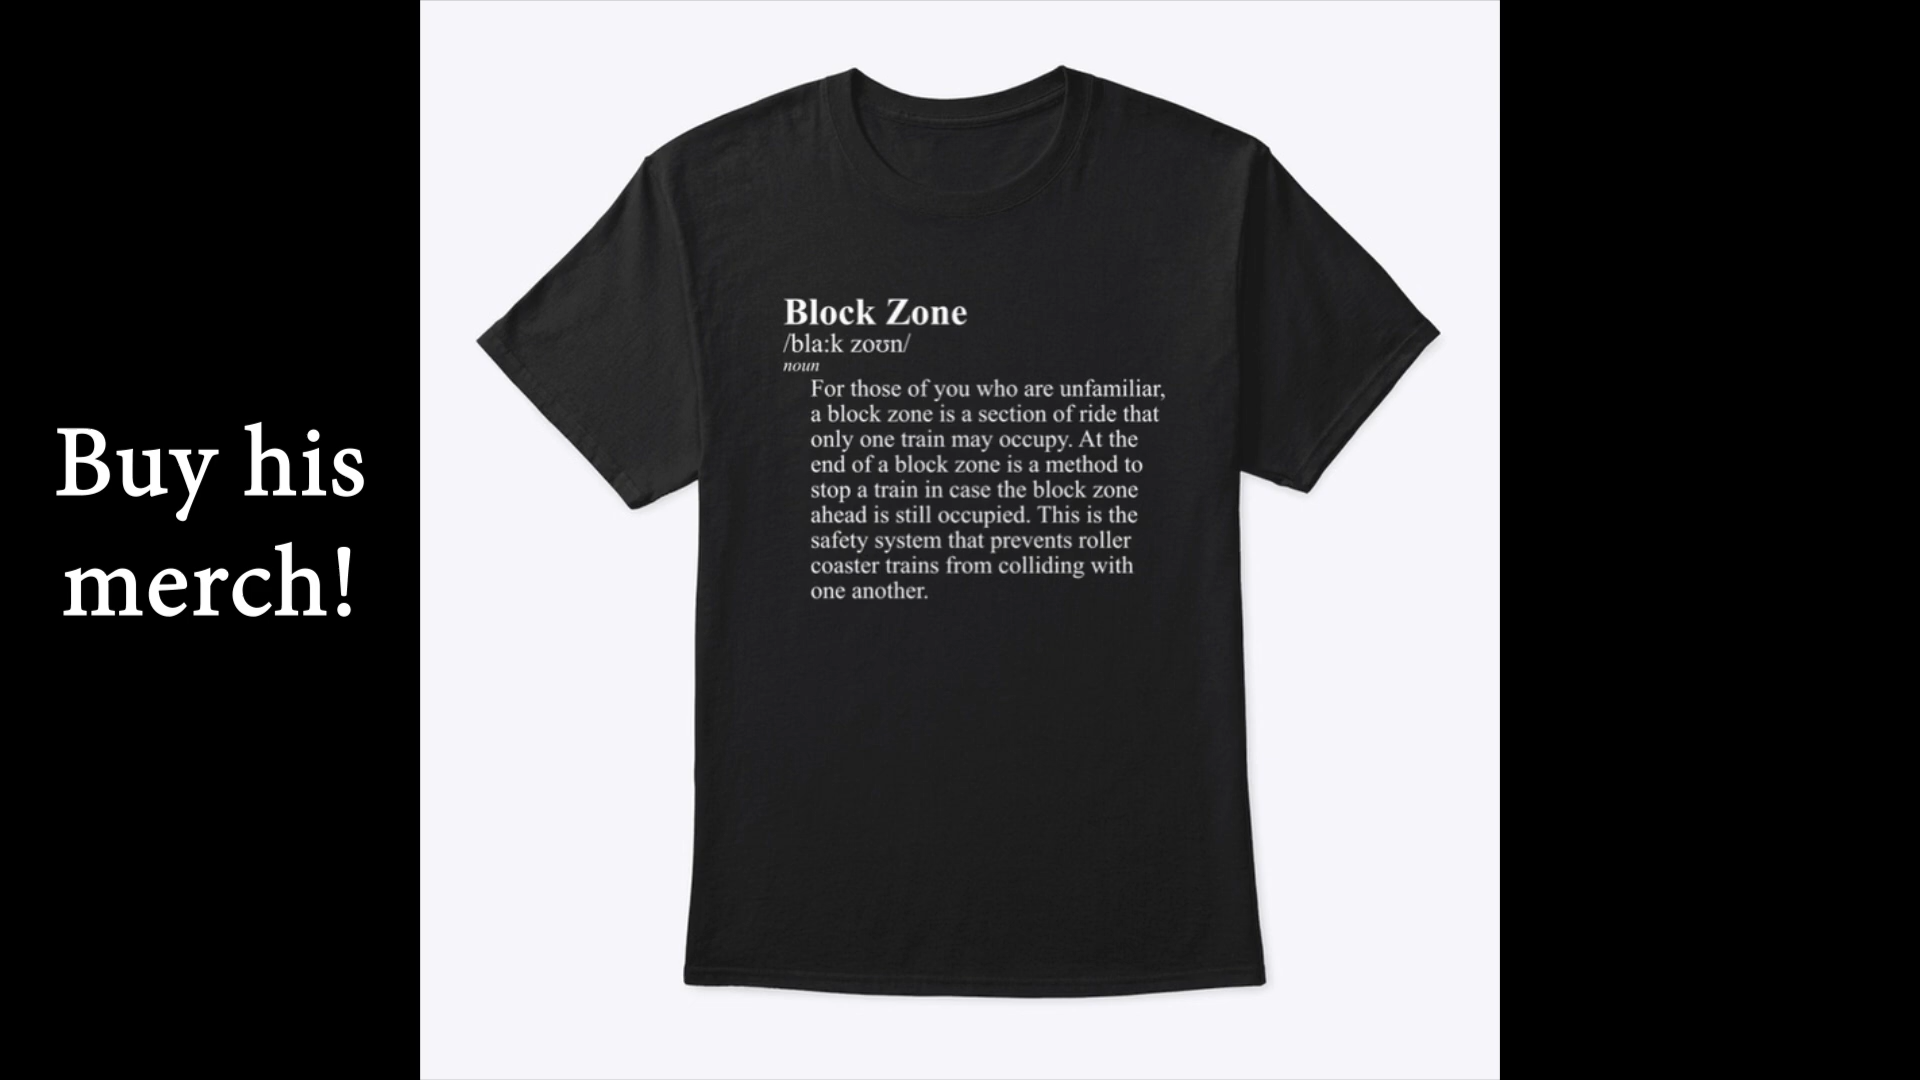 Buy his
merch!
Block Zone
/bla:k zoʊn/
noun
For those of you who are unfamiliar,
a block zone is a section of ride that
only one train may occupy. At the
end of a block zone is a method to
stop a train in case the block zone
ahead is still occupied. This is the
safety system that prevents roller
coaster trains from colliding with
one another.